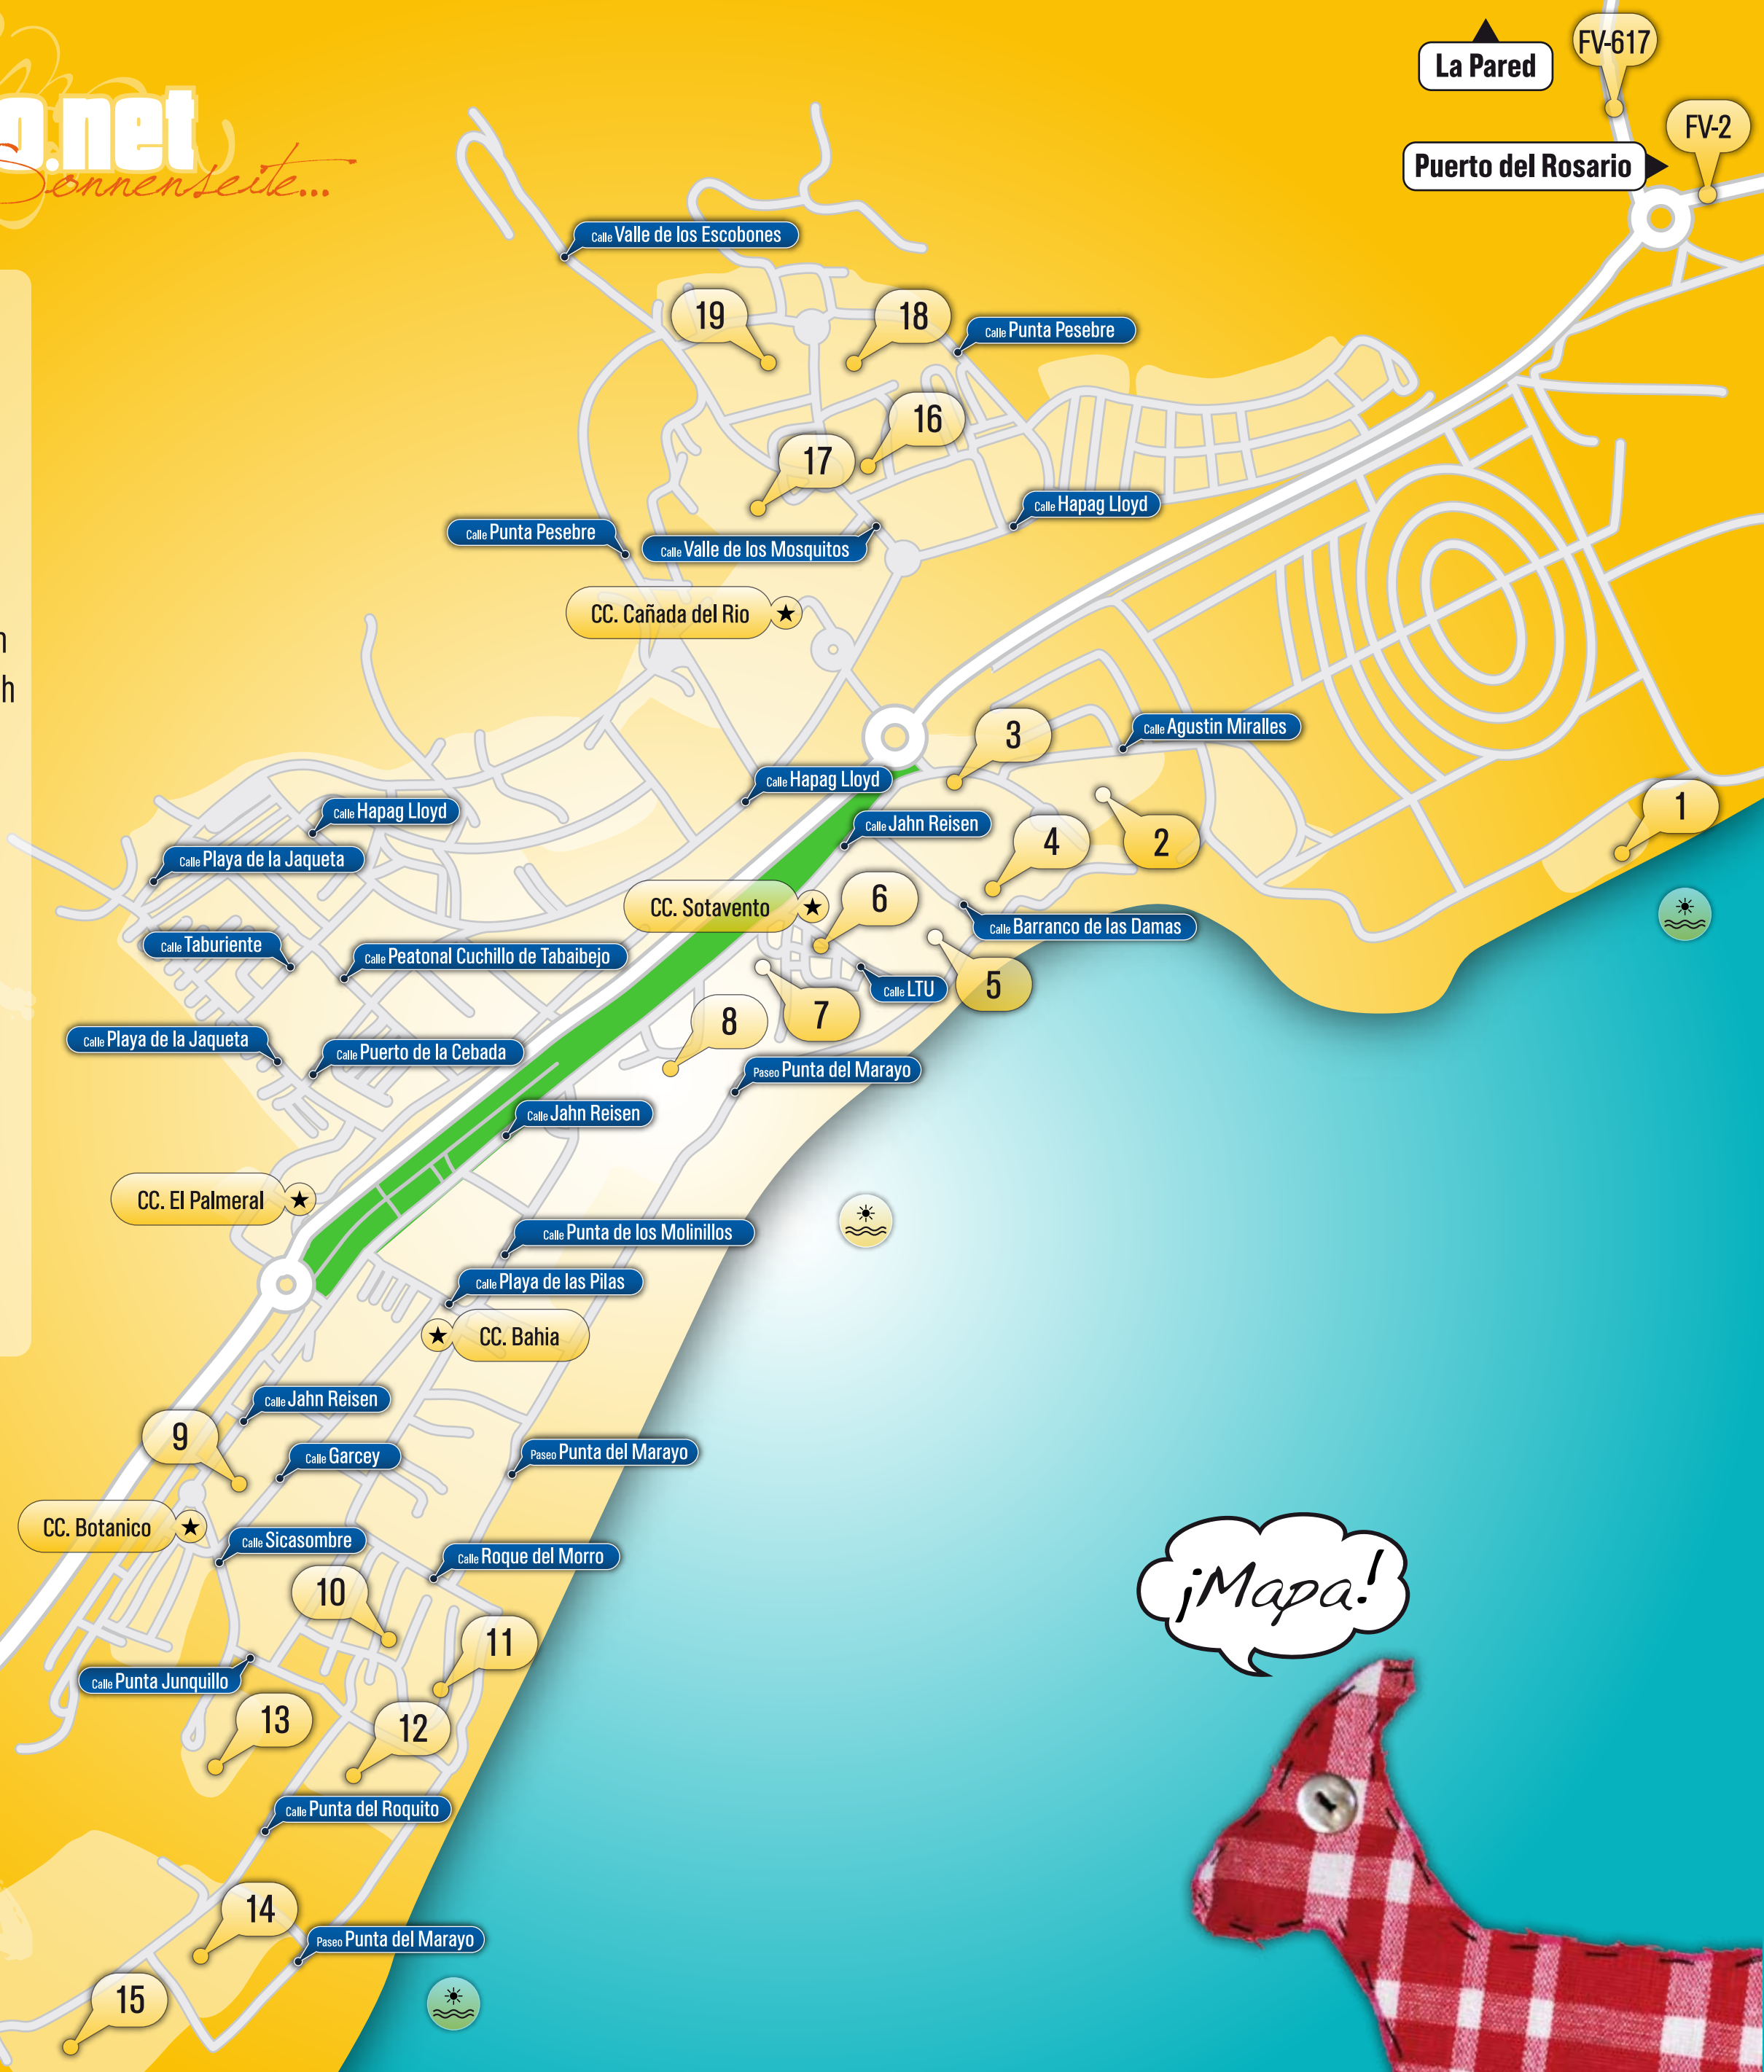 La Pared
FV-617
FV-2
Puerto del Rosario
o.net
Sonnenseite...
Calle Valle de los Escobones
19
18
Calle Punta Pesebre
16
17
Calle Hapag Lloyd
Calle Punta Pesebre
Calle Valle de los Mosquitos
CC. Cañada del Rio
n
h
3
Calle Agustin Miralles
Calle Hapag Lloyd
Calle Hapag Lloyd
1
Calle Jahn Reisen
4
2
Calle Playa de la Jaqueta
6
CC. Sotavento
Calle Barranco de las Damas
Calle Taburiente
Calle Peatonal Cuchillo de Tabaibejo
5
Calle LTU
7
8
Calle Playa de la Jaqueta
Calle Puerto de la Cebada
Paseo Punta del Marayo
Calle Jahn Reisen
CC. El Palmeral
Calle Punta de los Molinillos
Calle Playa de las Pilas
CC. Bahia
Calle Jahn Reisen
9
Calle Garcey
Paseo Punta del Marayo
CC. Botanico
Calle Sicasombre
Calle Roque del Morro
10
¡Mapa!
11
Calle Punta Junquillo
13
12
Calle Punta del Roquito
14
Paseo Punta del Marayo
15